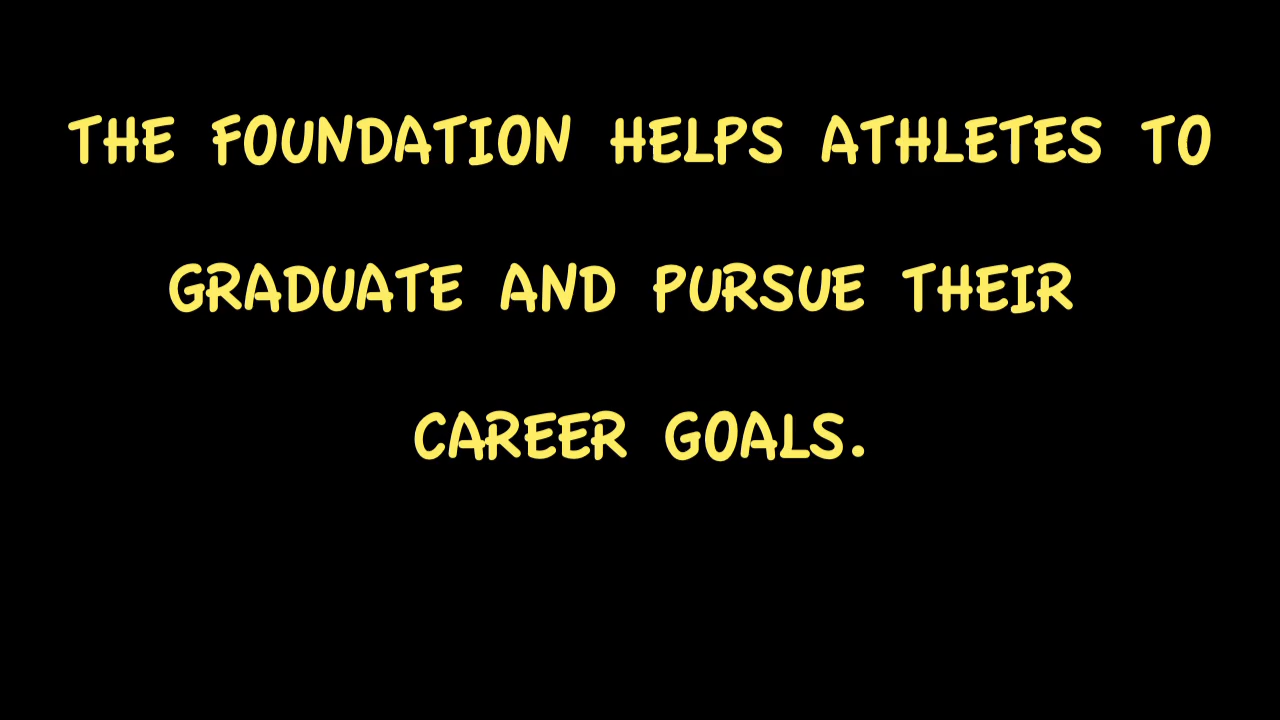 THE FOUNDATION HELPS ATHLETES TO
GRADUATE AND PURSUE THEIR
CAREER GOALS.